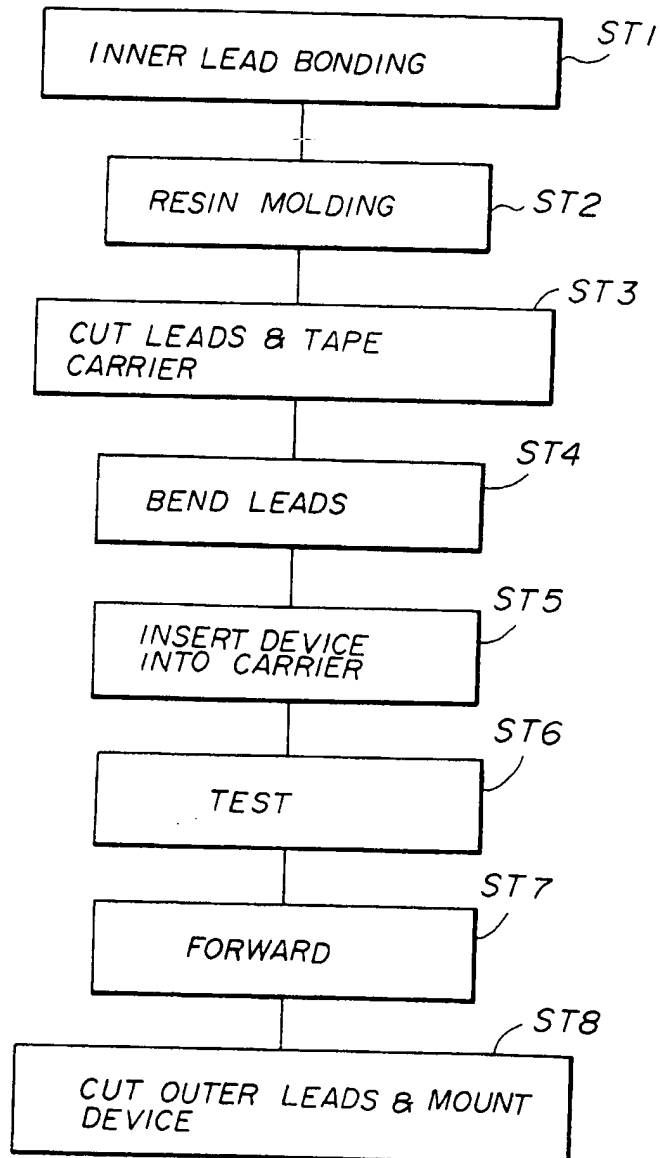 INNER LEAD BONDING
ST1
RESIN MOLDING
ST2
ST3
CUT LEADS & TAPE
CARRIER
ST4
BEND LEADS
ST5
INSERT DEVICE
INTO CARRIER
ST6
TEST
ST7
FORWARD
ST8
CUT OUTER LEADS & MOUNT
DEVICE